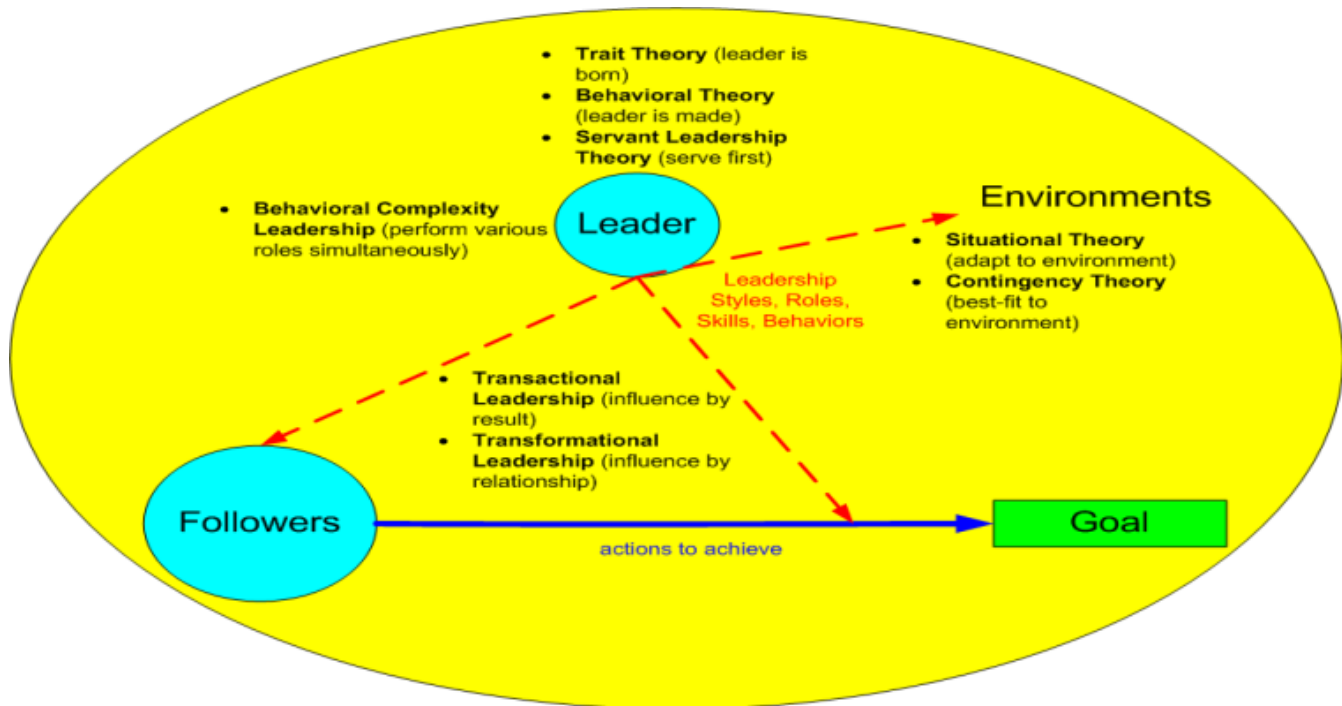 • Trait Theory (leader is
born)
• Behavioral Theory
(leader is made)
• Servant Leadership
Theory (serve first)
• Behavioral Complexity
Leadership (perform various
roles simultaneously)
Leader
Environments
• Situational Theory
(adapt to environment)
• Contingency Theory
(best-fit to
environment)
Leadership
Styles, Roles,
Skills, Behaviors
• Transactional
Leadership (influence by
result)
• Transformational
Leadership (influence by
relationship)
Followers
actions to achieve
Goal